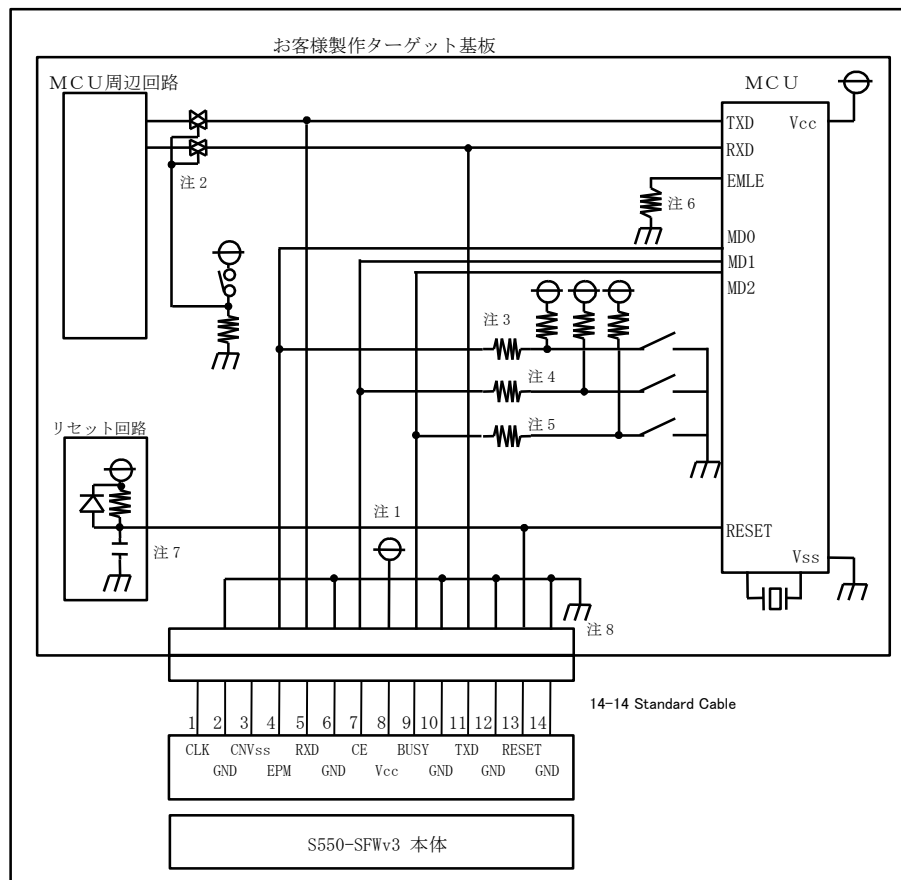 お客様製作ターゲット基板
MCU周辺回路
MCU
TXD
Vcc
RXD
注2
EMLE
注6
MD0
MD1
MD2
注3
注4
注5
リセット回路
注1
RESET
注7
Vss
注8
14-14 Standard Cable
1 2 3 4 5 6 7 8 9 10 11 12 13 14
CLK CNVss RXD CE BUSY TXD RESET
GND EPM GND Vcc GND GND GND
S550-SFWv3 本体